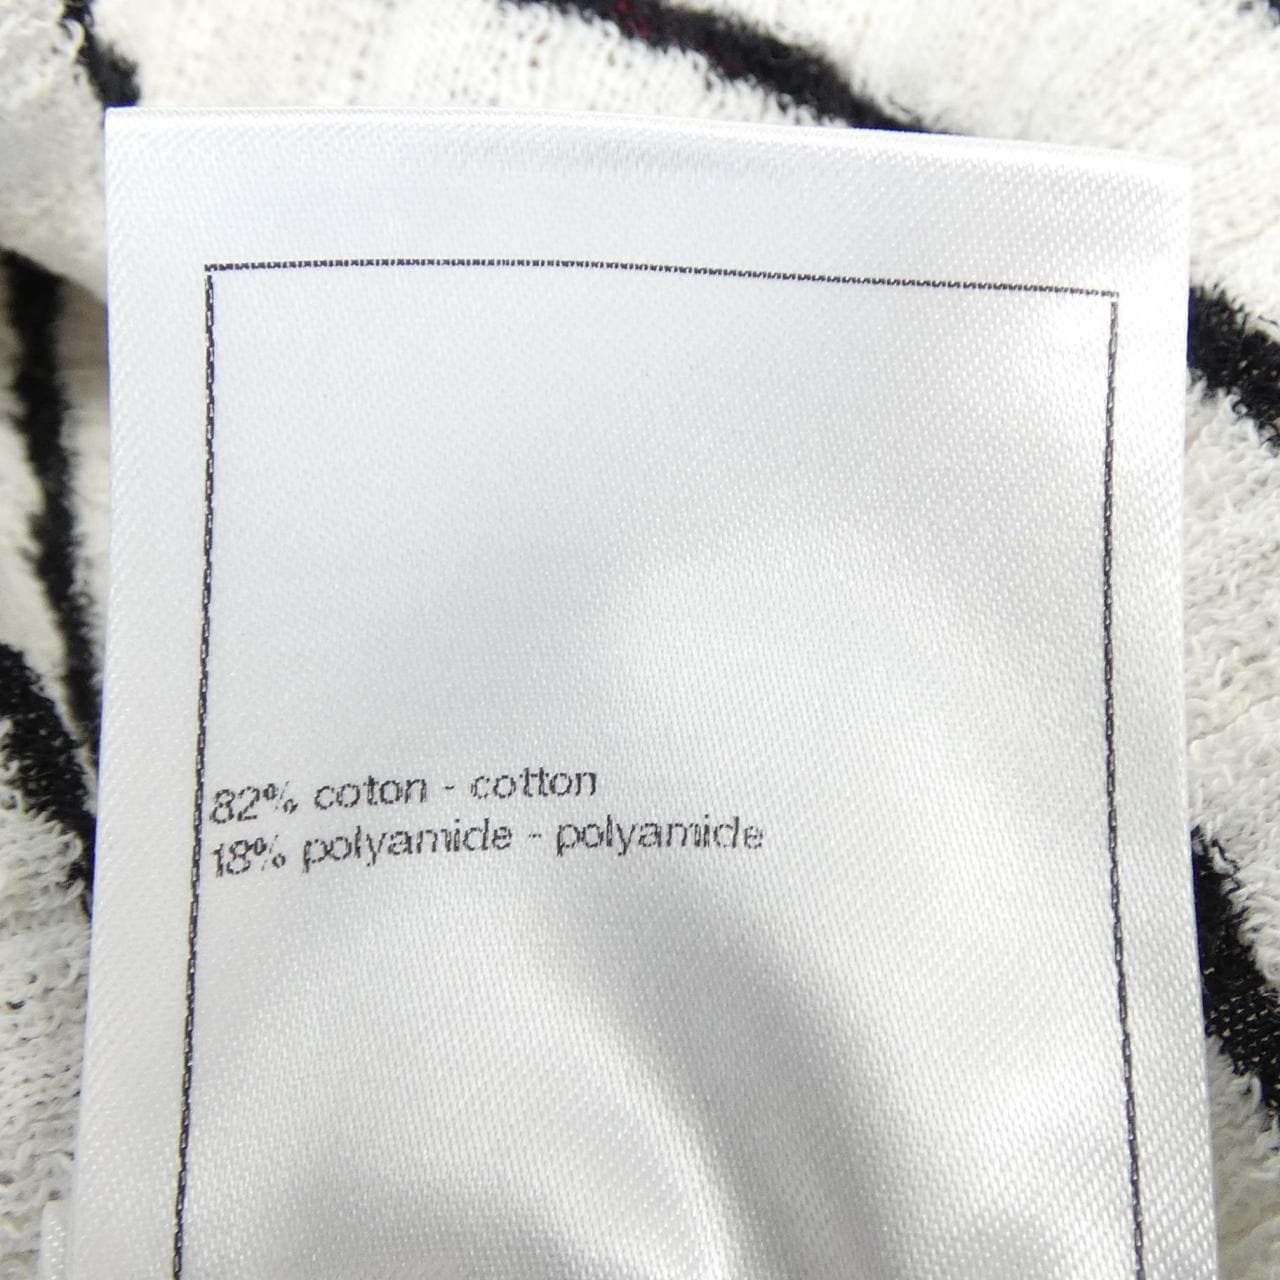 82% coton - cotton
18% polyamide - polyamide